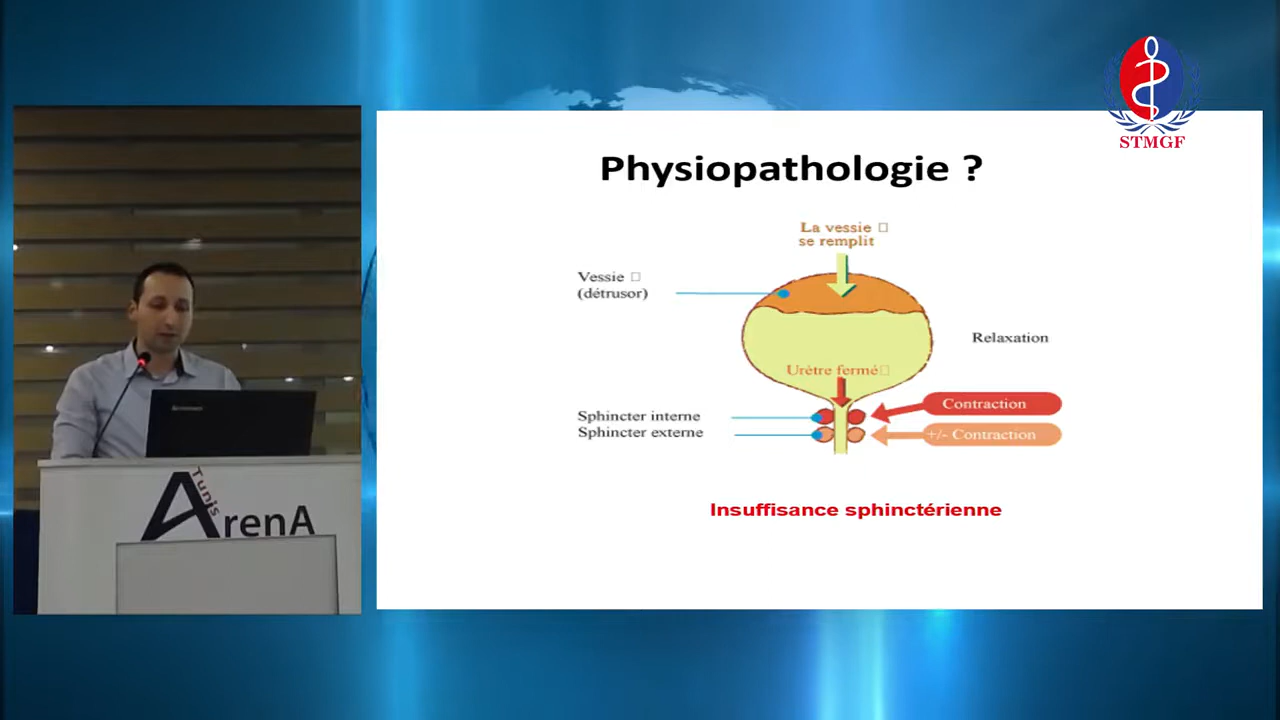 STMGF
Physiopathologie ?
La vessie
se remplit
Vessie
(détrusor)
Relaxation
Urètre fermé
Sphincter interne
Contraction
Sphincter externe
+/- Contraction
Insuffisance sphinctérienne
Tunis
ArenA